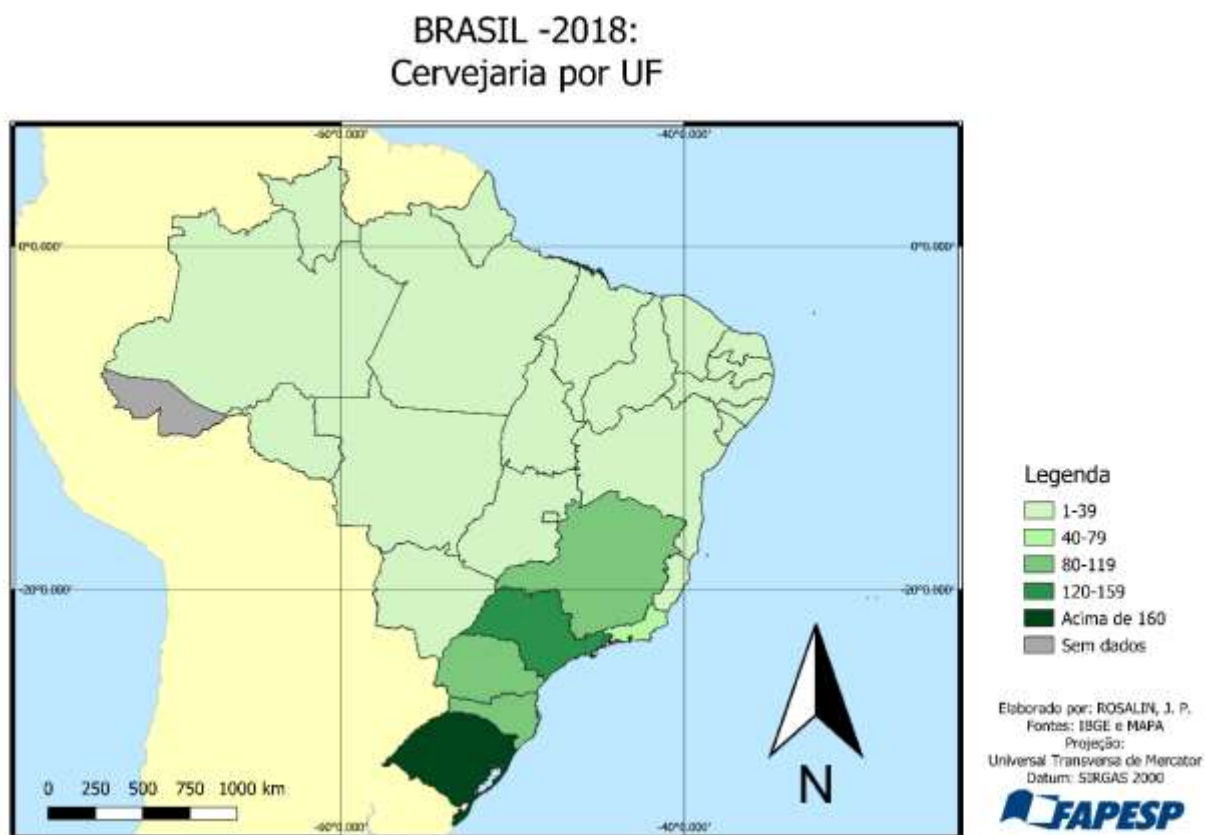 BRASIL -2018:
Cervejaria por UF
-60°0.000'
-40°0.000'
0°0.000'
0°0.000'
-20°0.000'
-20°0.000'
0 250 500 750 1000 km
-60°0.000'
-40°0.000'
N
Legenda
1-39
40-79
80-119
120-159
Acima de 160
Sem dados
Elaborado por: ROSALIN, J. P.
Fontes: IBGE e MAPA
Projeção:
Universal Transversa de Mercator
Datum: SIRGAS 2000
FAPESP